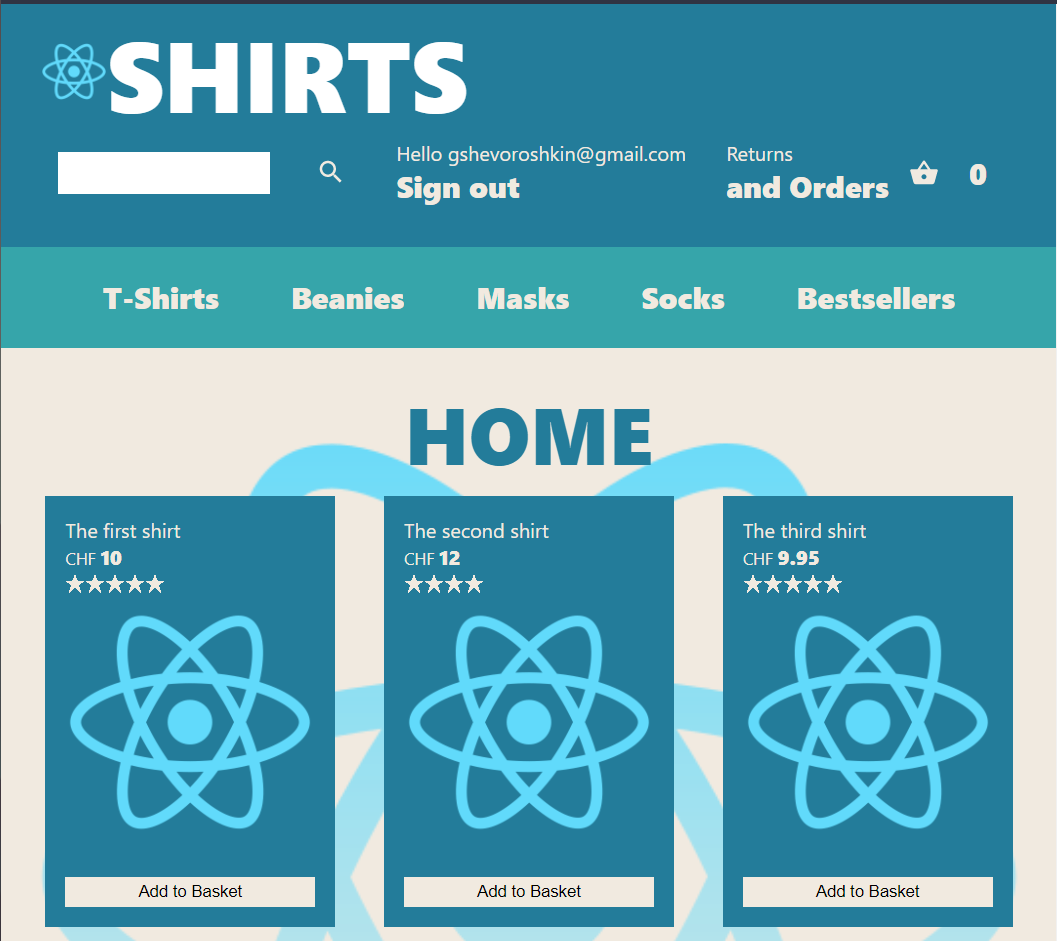 SHIRTS
Hello gshevoroshkin@gmail.com
Sign out
Returns
and Orders
0
T-Shirts
Beanies
Masks
Socks
Bestsellers
HOME
The first shirt
CHF 10
★★★★★
Add to Basket
The second shirt
CHF 12
★★★★
Add to Basket
The third shirt
CHF 9.95
★★★★★
Add to Basket